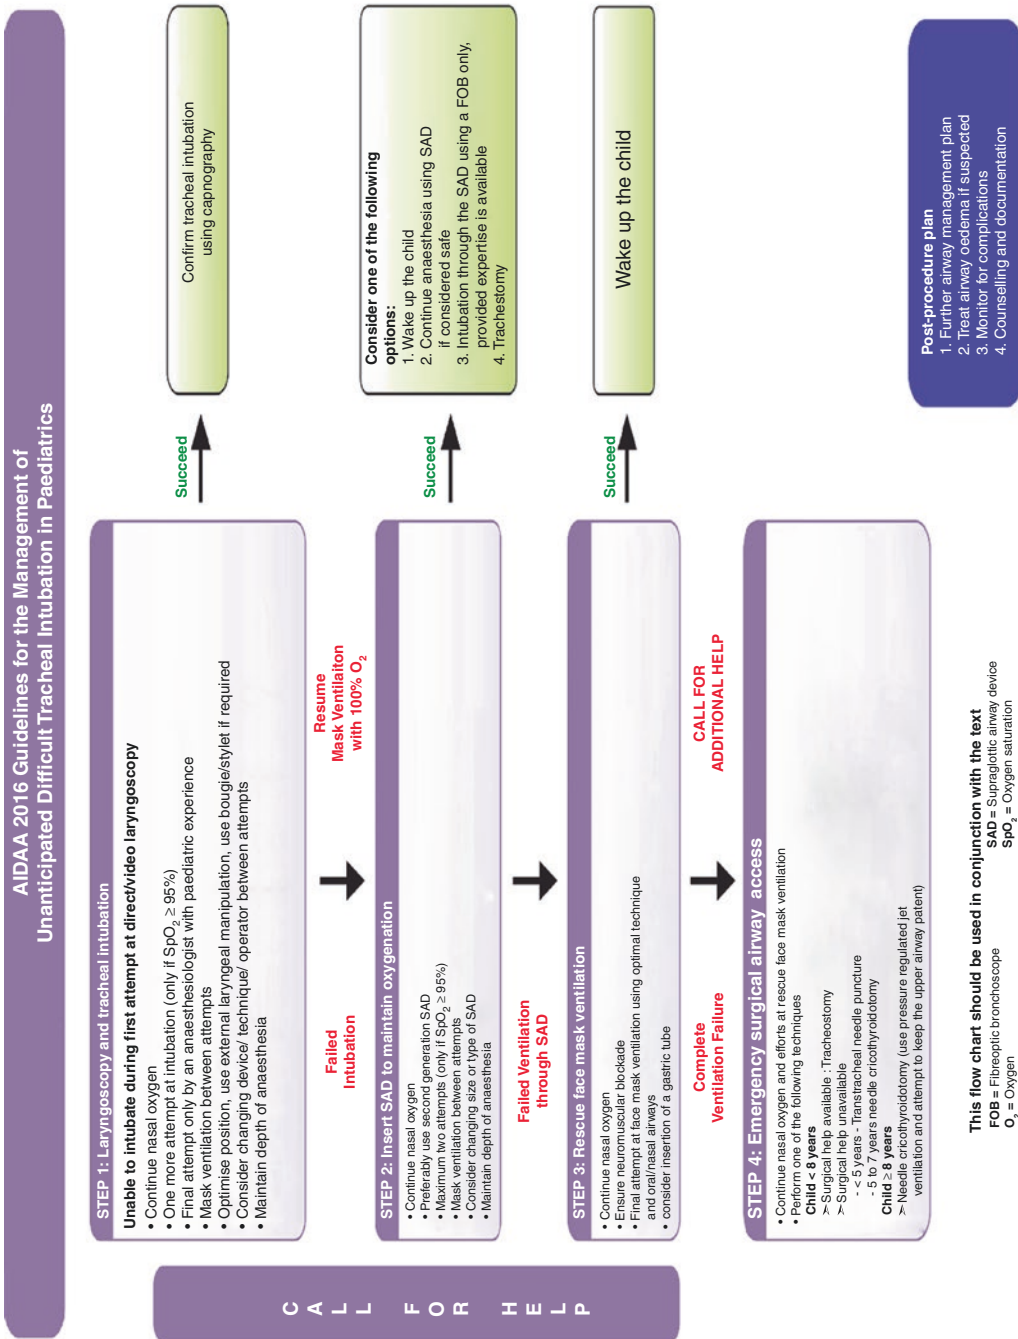 AIDAA 2016 Guidelines for the Management of
Unanticipated Difficult Tracheal Intubation in Paediatrics
CALL FOR HELP
STEP 1: Laryngoscopy and tracheal intubation
Unable to intubate during first attempt at direct/video laryngoscopy
• Continue nasal oxygen
• One more attempt at intubation (only if SpO₂ ≥ 95%)
• Final attempt only by an anaesthesiologist with paediatric experience
• Mask ventilation between attempts
• Optimise position, use external laryngeal manipulation, use bougie/stylet if required
• Consider changing device/ technique/ operator between attempts
• Maintain depth of anaesthesia
Succeed
Confirm tracheal intubation
using capnography
Failed
Intubation
Resume
Mask Ventilaiton
with 100% O₂
STEP 2: Insert SAD to maintain oxygenation
• Continue nasal oxygen
• Preferably use second generation SAD
• Maximum two attempts (only if SpO₂ ≥ 95%)
• Mask ventilation between attempts
• Consider changing size or type of SAD
• Maintain depth of anaesthesia
Succeed
Consider one of the following
options:
1. Wake up the child
2. Continue anaesthesia using SAD
if considered safe
3. Intubation through the SAD using a FOB only,
provided expertise is available
4. Trachestomy
Failed Ventilation
through SAD
STEP 3: Rescue face mask ventilation
• Continue nasal oxygen
• Ensure neuromuscular blockade
• Final attempt at face mask ventilation using optimal technique
and oral/nasal airways
• consider insertion of a gastric tube
Succeed
Wake up the child
Complete
Ventilation Failure
CALL FOR
ADDITIONAL HELP
STEP 4: Emergency surgical airway access
• Continue nasal oxygen and efforts at rescue face mask ventilation
• Perform one of the following techniques
Child < 8 years
➢ Surgical help available : Tracheostomy
➢ Surgical help unavailable
- < 5 years - Transtracheal needle puncture
- 5 to 7 years needle cricothyroidotomy
Child ≥ 8 years
➢ Needle cricothyroidotomy (use pressure regulated jet
ventilation and attempt to keep the upper airway patent)
Post-procedure plan
1. Further airway management plan
2. Treat airway oedema if suspected
3. Monitor for complications
4. Counselling and documentation
This flow chart should be used in conjunction with the text
FOB = Fibreoptic bronchoscope
SAD = Supraglottic airway device
O₂ = Oxygen
SpO₂ = Oxygen saturation